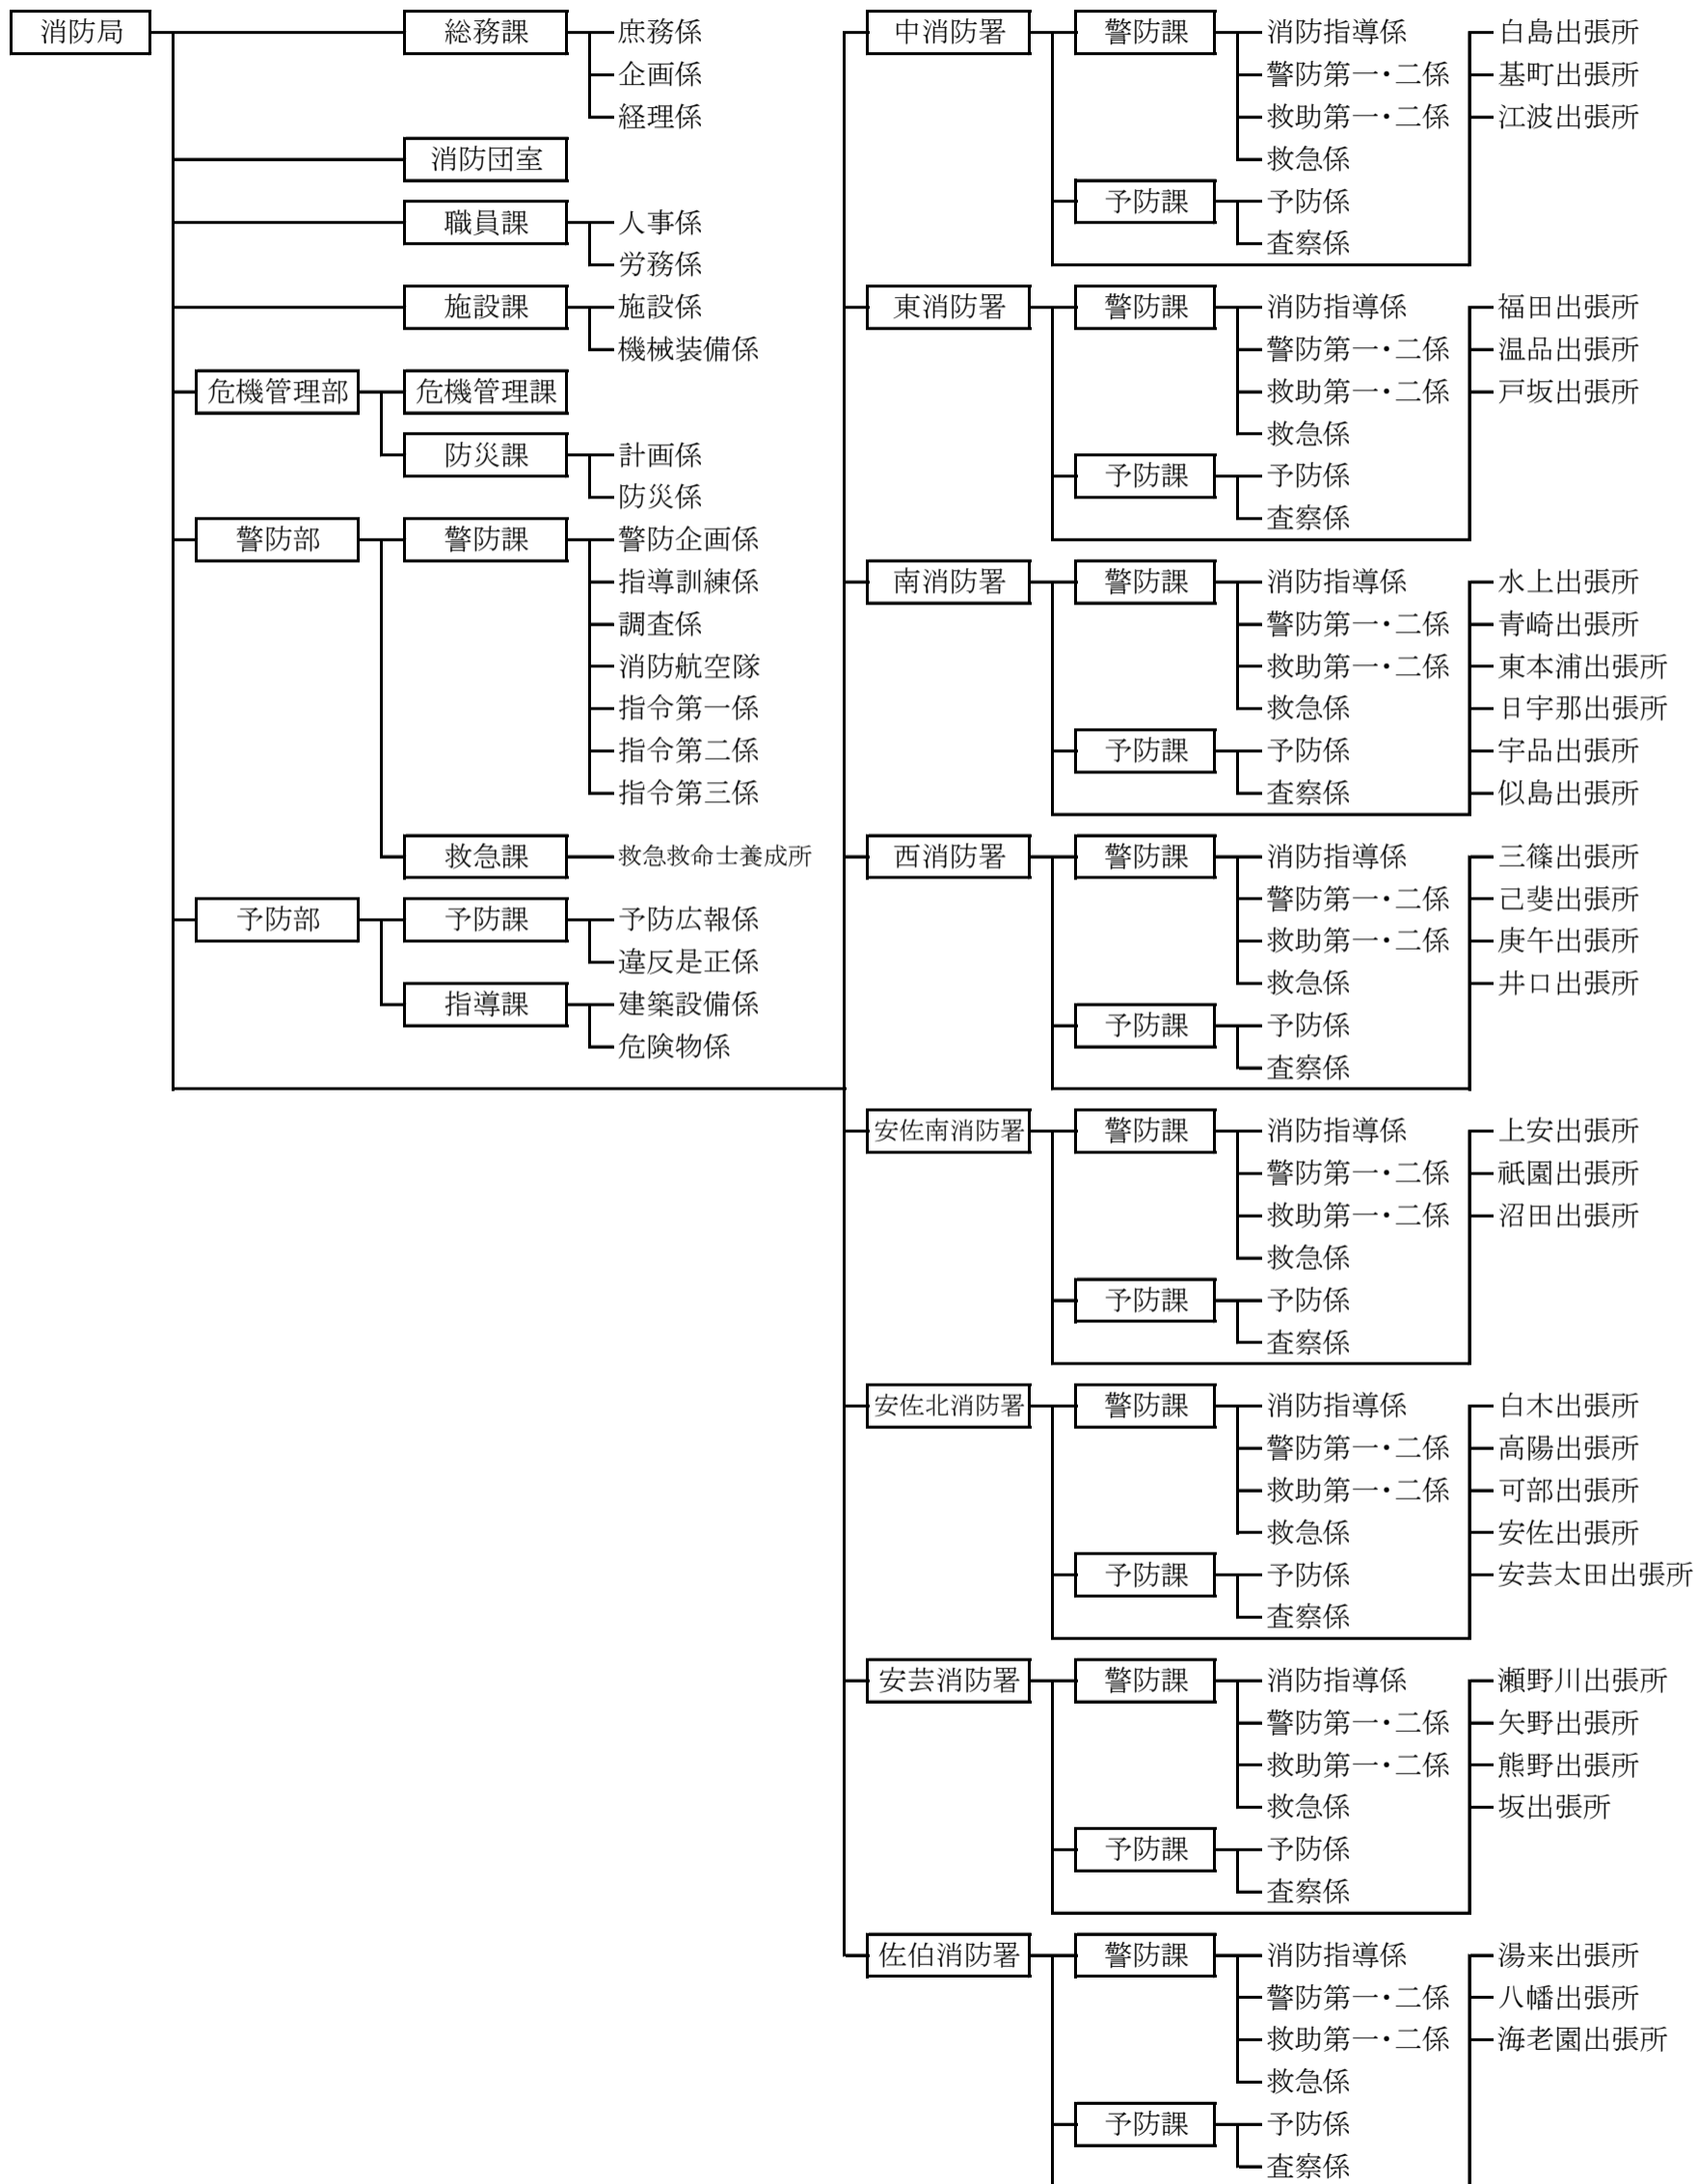 消防局
総務課
庶務係
企画係
経理係
消防団室
職員課
人事係
労務係
施設課
施設係
機械装備係
危機管理部
危機管理課
防災課
計画係
防災係
警防部
警防課
警防企画係
指導訓練係
調査係
消防航空隊
指令第一係
指令第二係
指令第三係
救急課
救急救命士養成所
予防部
予防課
予防広報係
違反是正係
指導課
建築設備係
危険物係
中消防署
警防課
消防指導係
警防第一・二係
救助第一・二係
救急係
予防課
予防係
査察係
白島出張所
基町出張所
江波出張所
東消防署
警防課
消防指導係
警防第一・二係
救助第一・二係
救急係
予防課
予防係
査察係
福田出張所
温品出張所
戸坂出張所
南消防署
警防課
消防指導係
警防第一・二係
救助第一・二係
救急係
予防課
予防係
査察係
水上出張所
青崎出張所
東本浦出張所
日宇那出張所
宇品出張所
似島出張所
西消防署
警防課
消防指導係
警防第一・二係
救助第一・二係
救急係
予防課
予防係
査察係
三篠出張所
己斐出張所
庚午出張所
井口出張所
安佐南消防署
警防課
消防指導係
警防第一・二係
救助第一・二係
救急係
予防課
予防係
査察係
上安出張所
祇園出張所
沼田出張所
安佐北消防署
警防課
消防指導係
警防第一・二係
救助第一・二係
救急係
予防課
予防係
査察係
白木出張所
高陽出張所
可部出張所
安佐出張所
安芸太田出張所
安芸消防署
警防課
消防指導係
警防第一・二係
救助第一・二係
救急係
予防課
予防係
査察係
瀬野川出張所
矢野出張所
熊野出張所
坂出張所
佐伯消防署
警防課
消防指導係
警防第一・二係
救助第一・二係
救急係
予防課
予防係
査察係
湯来出張所
八幡出張所
海老園出張所